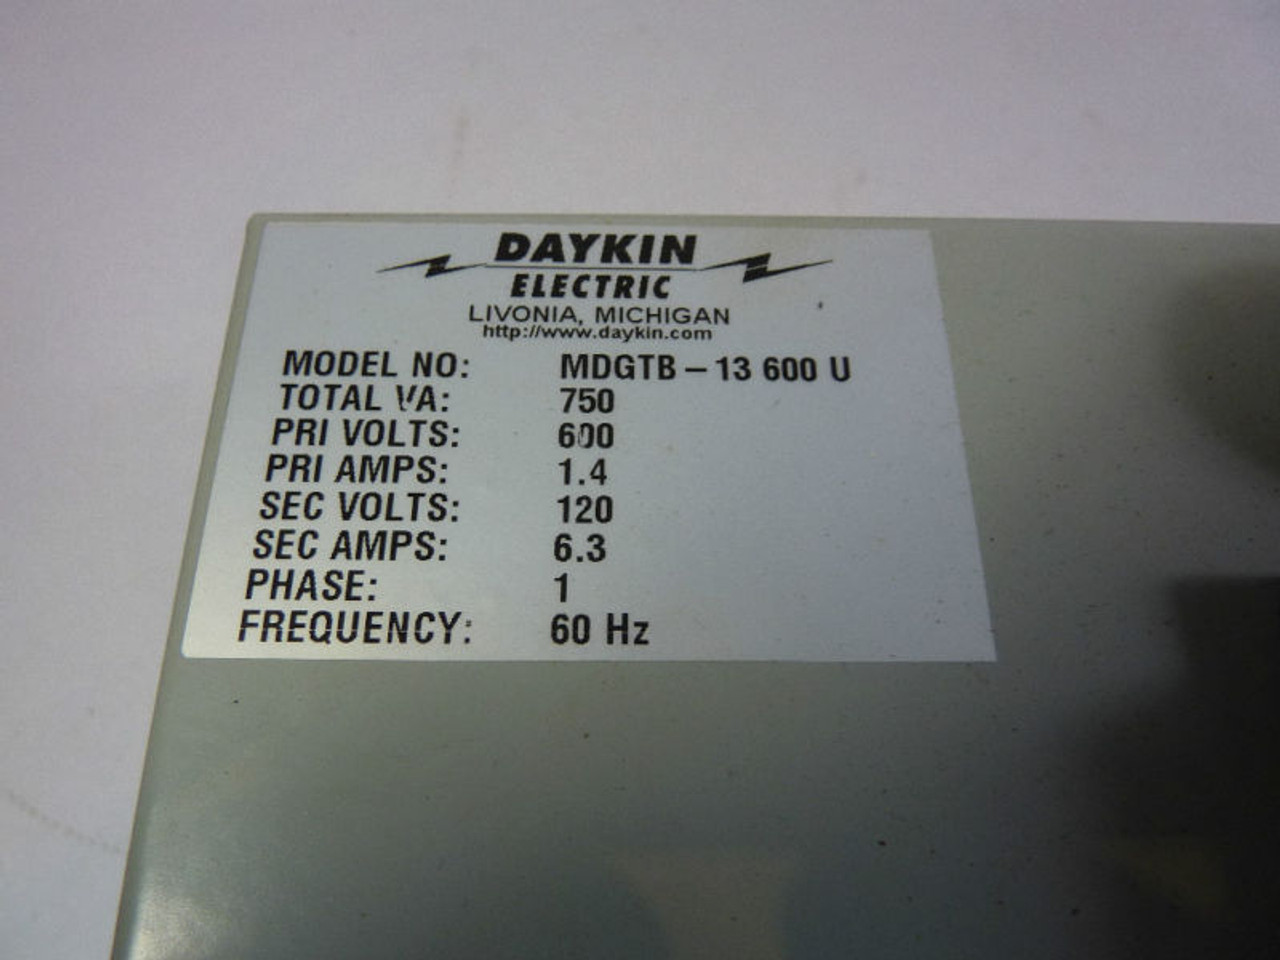 DAYKIN
ELECTRIC
LIVONIA, MICHIGAN
http://www.daykin.com
MODEL NO: MDGTB – 13 600 U
TOTAL VA: 750
PRI VOLTS: 600
PRI AMPS: 1.4
SEC VOLTS: 120
SEC AMPS: 6.3
PHASE: 1
FREQUENCY: 60 Hz